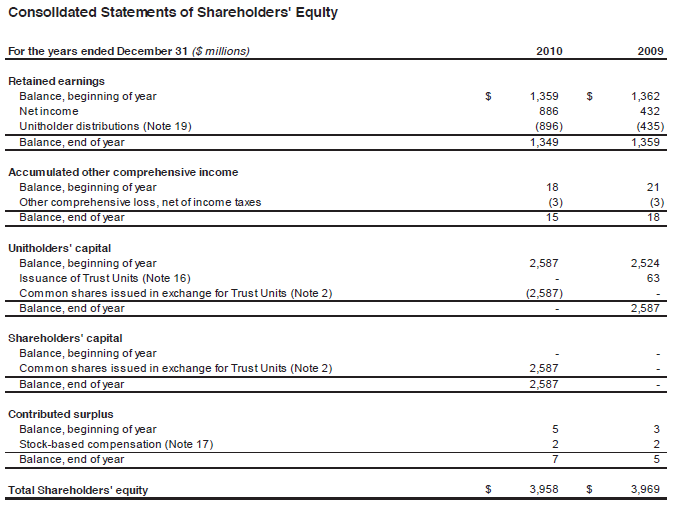 Consolidated Statements of Shareholders' Equity
For the years ended December 31 ($ millions) 2010 2009
Retained earnings
Balance, beginning of year $ 1,359 $ 1,362
Net income 886 432
Unitholder distributions (Note 19) (896) (435)
Balance, end of year 1,349 1,359
Accumulated other comprehensive income
Balance, beginning of year 18 21
Other comprehensive loss, net of income taxes (3) (3)
Balance, end of year 15 18
Unitholders' capital
Balance, beginning of year 2,587 2,524
Issuance of Trust Units (Note 16) - 63
Common shares issued in exchange for Trust Units (Note 2) (2,587) -
Balance, end of year - 2,587
Shareholders' capital
Balance, beginning of year - -
Common shares issued in exchange for Trust Units (Note 2) 2,587 -
Balance, end of year 2,587 -
Contributed surplus
Balance, beginning of year 5 3
Stock-based compensation (Note 17) 2 2
Balance, end of year 7 5
Total Shareholders' equity $ 3,958 $ 3,969